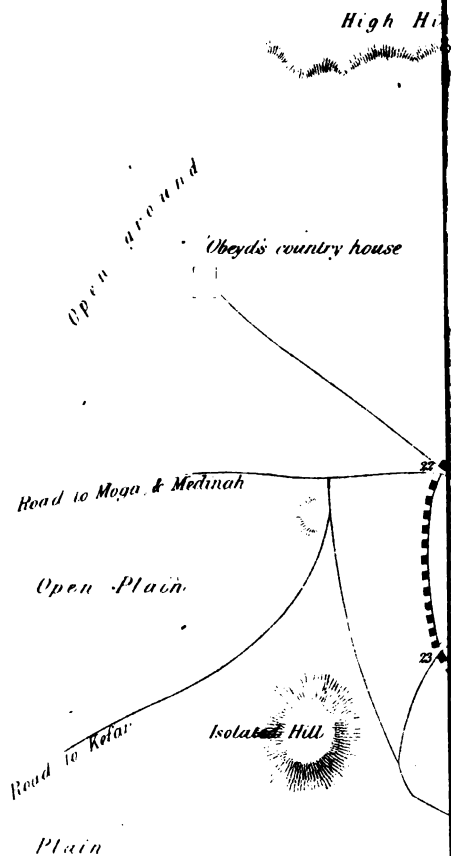 High Hi
Open ground
Obeyd's country house
22
Road to Moga, & Medinah
Open Plain
23
Isolated Hill
Road to Kefar
Plain